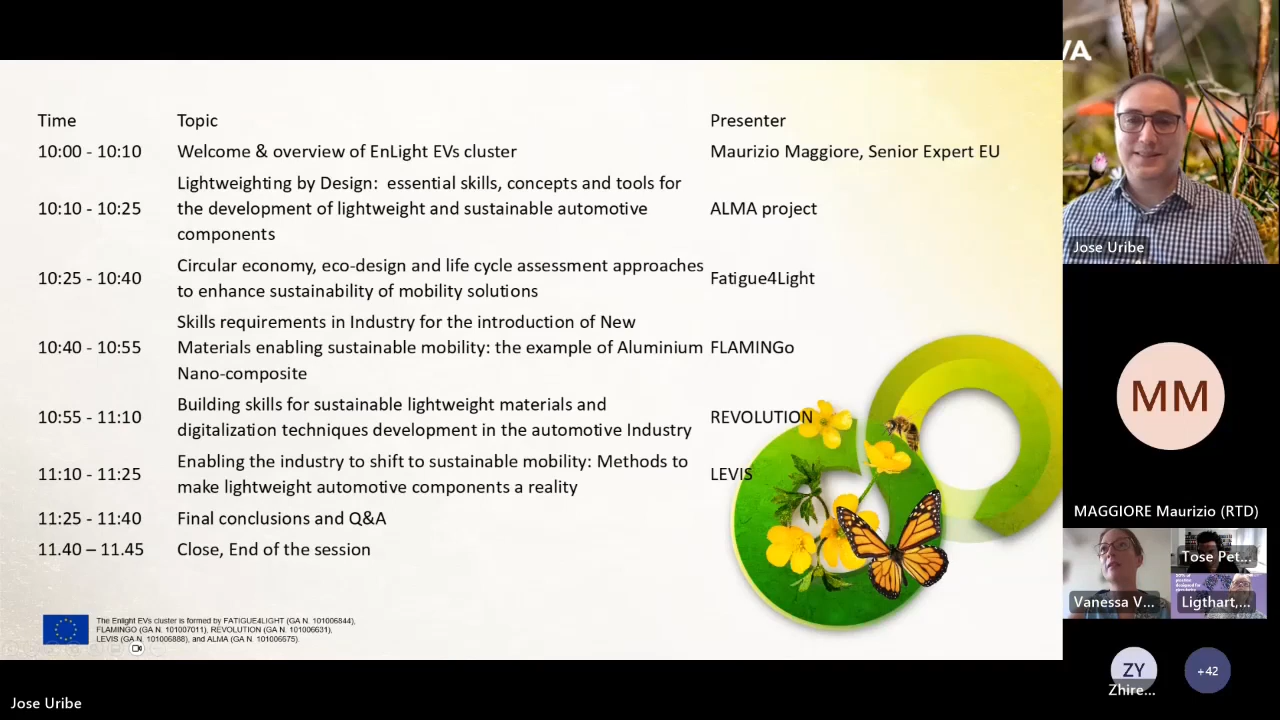 Time Topic Presenter
10:00 - 10:10 Welcome & overview of EnLight EVs cluster Maurizio Maggiore, Senior Expert EU
Lightweighting by Design: essential skills, concepts and tools for
10:10 - 10:25 the development of lightweight and sustainable automotive ALMA project
components
Circular economy, eco-design and life cycle assessment approaches
10:25 - 10:40 to enhance sustainability of mobility solutions Fatigue4Light
Skills requirements in Industry for the introduction of New
10:40 - 10:55 Materials enabling sustainable mobility: the example of Aluminium FLAMINGo
Nano-composite
10:55 - 11:10 Building skills for sustainable lightweight materials and REVOLUTION
digitalization techniques development in the automotive Industry
11:10 - 11:25 Enabling the industry to shift to sustainable mobility: Methods to LEVIS
make lightweight automotive components a reality
11:25 - 11:40 Final conclusions and Q&A
11.40 – 11.45 Close, End of the session
The Enlight EVs cluster is formed by FATIGUE4LIGHT (GA N. 101006844),
FLAMINGO (GA N. 101007011), REVOLUTION (GA N. 101006631),
LEVIS (GA N. 101006888), and ALMA (GA N. 101006675)
Jose Uribe
VA
Jose Uribe
MM
MAGGIORE Maurizio (RTD)
Tose Pet...
Vanessa V...
Ligthart,...
ZY
Zhire...
+42